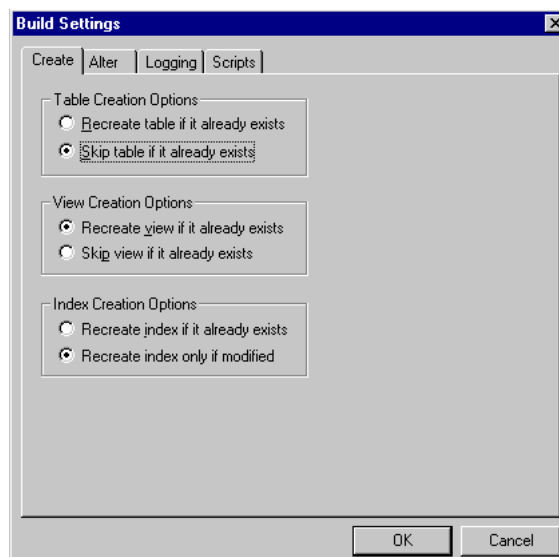 Build Settings
Create Alter Logging Scripts
Table Creation Options
Recreate table if it already exists
Skip table if it already exists
View Creation Options
Recreate view if it already exists
Skip view if it already exists
Index Creation Options
Recreate index if it already exists
Recreate index only if modified
OK Cancel